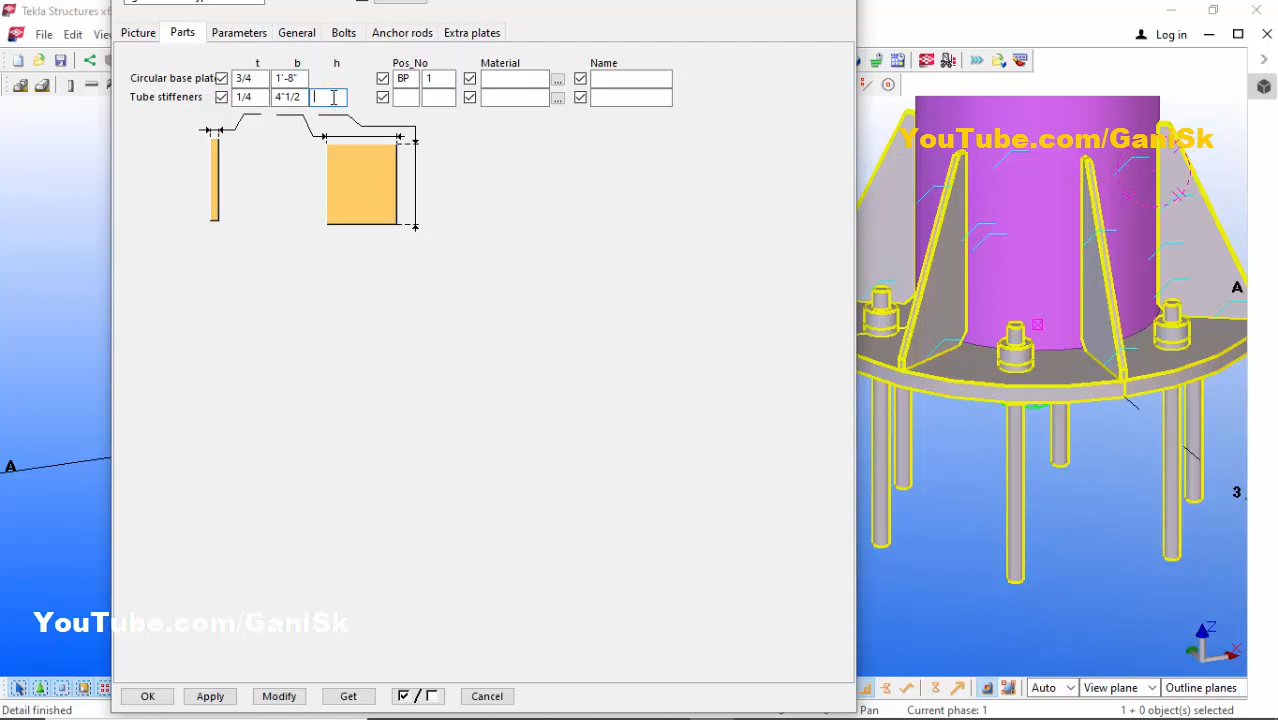 Tekla Structures x6
File Edit
Log in
Picture Parts Parameters General Bolts Anchor rods Extra plates
t b h Pos_No Material Name
Circular base plat 3/4 1'-8" BP 1 ...
Tube stiffeners 1/4 4"1/2 ...
YouTube.com/GaniSk
A
A
3
YouTube.com/GaniSk
Z
X
OK Apply Modify Get / Cancel
Auto View plane Outline planes
Detail finished
Pan Current phase: 1 1 + 0 object(s) selected